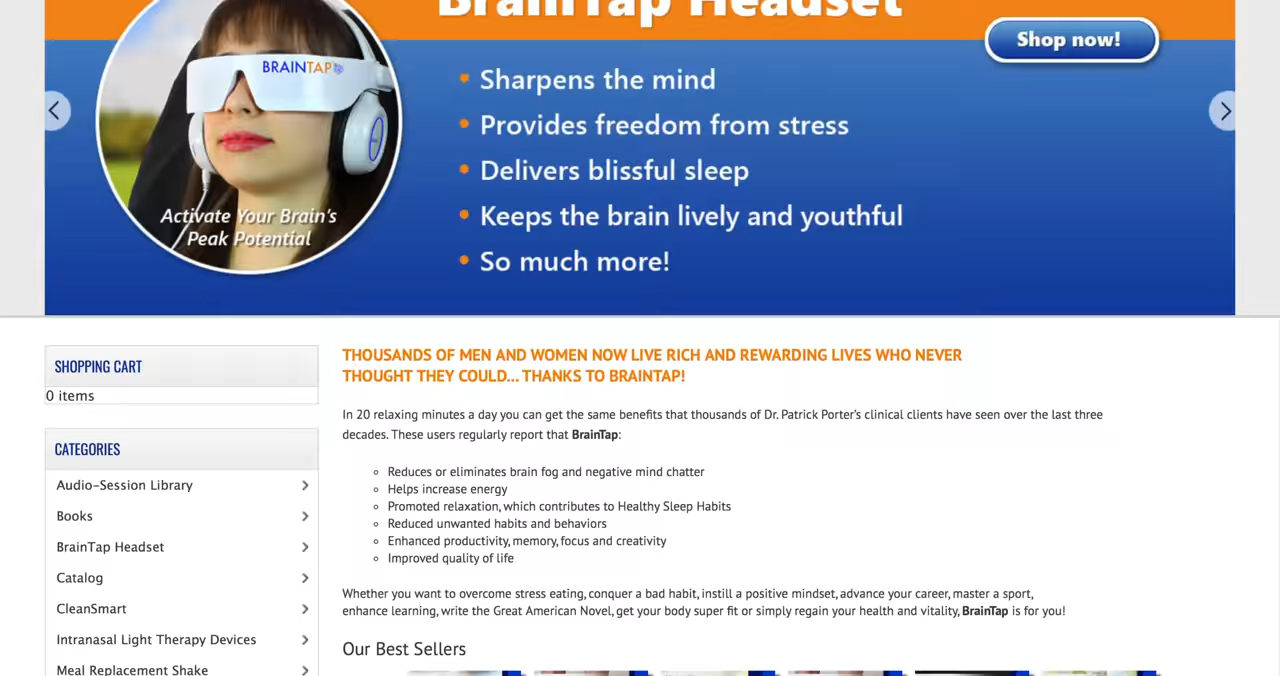 BrainTap Headset
Shop now!
BRAINTAP
Activate Your Brain's
Peak Potential
• Sharpens the mind
• Provides freedom from stress
• Delivers blissful sleep
• Keeps the brain lively and youthful
• So much more!
SHOPPING CART
0 items
CATEGORIES
Audio-Session Library
Books
BrainTap Headset
Catalog
CleanSmart
Intranasal Light Therapy Devices
Meal Replacement Shake
THOUSANDS OF MEN AND WOMEN NOW LIVE RICH AND REWARDING LIVES WHO NEVER
THOUGHT THEY COULD... THANKS TO BRAINTAP!
In 20 relaxing minutes a day you can get the same benefits that thousands of Dr. Patrick Porter's clinical clients have seen over the last three
decades. These users regularly report that BrainTap:
◦ Reduces or eliminates brain fog and negative mind chatter
◦ Helps increase energy
◦ Promoted relaxation, which contributes to Healthy Sleep Habits
◦ Reduced unwanted habits and behaviors
◦ Enhanced productivity, memory, focus and creativity
◦ Improved quality of life
Whether you want to overcome stress eating, conquer a bad habit, instill a positive mindset, advance your career, master a sport,
enhance learning, write the Great American Novel, get your body super fit or simply regain your health and vitality, BrainTap is for you!
Our Best Sellers